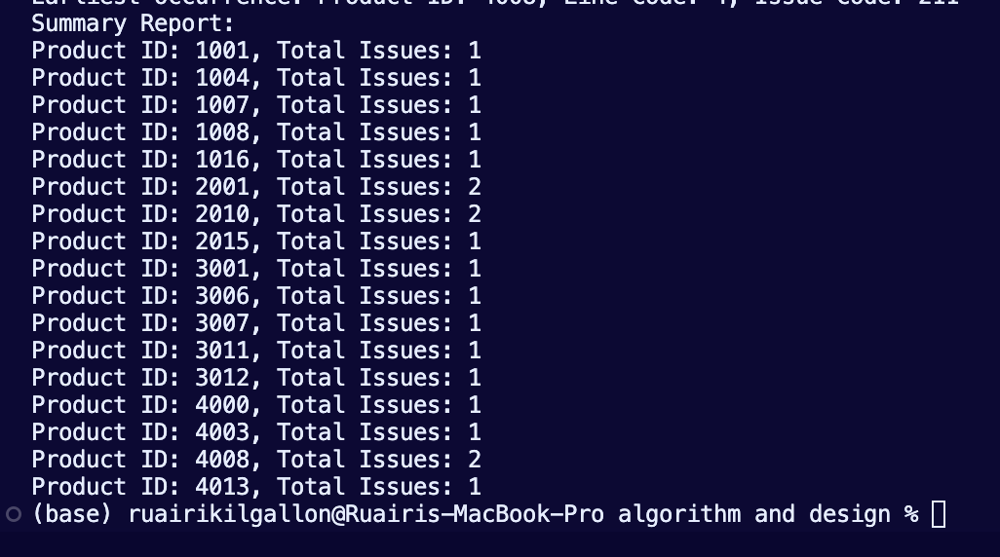 Earliest occurrence: Product ID: 4008, Line Code: 4, Issue Code: 211
Summary Report:
Product ID: 1001, Total Issues: 1
Product ID: 1004, Total Issues: 1
Product ID: 1007, Total Issues: 1
Product ID: 1008, Total Issues: 1
Product ID: 1016, Total Issues: 1
Product ID: 2001, Total Issues: 2
Product ID: 2010, Total Issues: 2
Product ID: 2015, Total Issues: 1
Product ID: 3001, Total Issues: 1
Product ID: 3006, Total Issues: 1
Product ID: 3007, Total Issues: 1
Product ID: 3011, Total Issues: 1
Product ID: 3012, Total Issues: 1
Product ID: 4000, Total Issues: 1
Product ID: 4003, Total Issues: 1
Product ID: 4008, Total Issues: 2
Product ID: 4013, Total Issues: 1
(base) ruairikilgallon@Ruairis-MacBook-Pro algorithm and design %